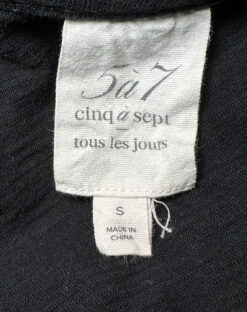 5à7
cinq à sept
tous les jours
S
MADE IN
CHINA